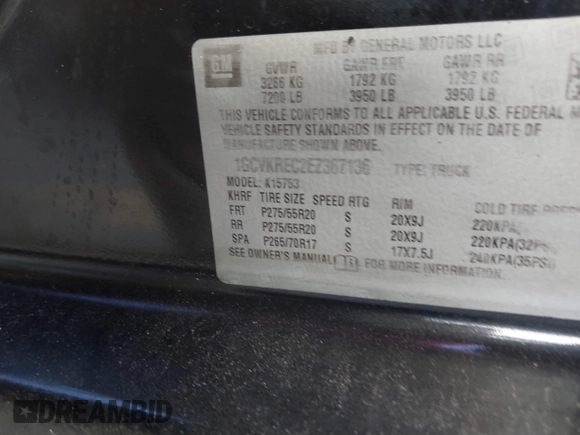 MFD BY GENERAL MOTORS LLC
GM
GVWR GAWR FRT GAWR RR
3266 KG 1792 KG 1792 KG
7200 LB 3950 LB 3950 LB
THIS VEHICLE CONFORMS TO ALL APPLICABLE U.S. FEDERAL M
VEHICLE SAFETY STANDARDS IN EFFECT ON THE DATE OF
MANUFACTURE SHOWN ABOVE.
1GCVKREC2EZ367136 TYPE: TRUCK
MODEL: K15753
KHRF TIRE SIZE SPEED RTG RIM COLD TIRE
FRT P275/55R20 S 20X9J 220KPA
RR P275/55R20 S 20X9J 220KPA(32PS
SPA P265/70R17 S 17X7.5J 240KPA(35PSI
SEE OWNER'S MANUAL FOR MORE INFORMATION
DREAMBID